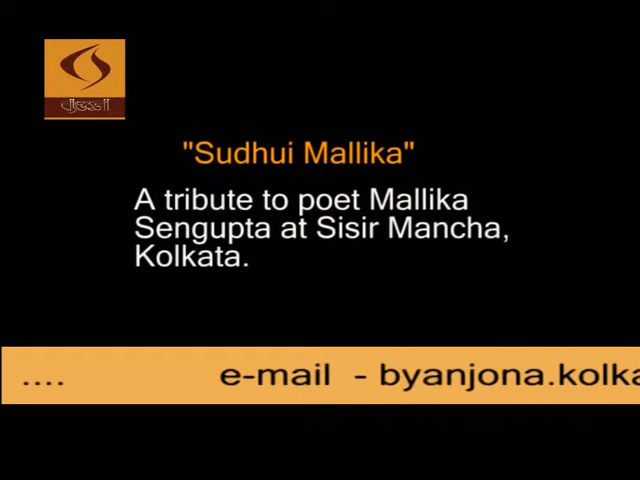 "Sudhui Mallika"
A tribute to poet Mallika
Sengupta at Sisir Mancha,
Kolkata.
.... e-mail - byanjona.kolka